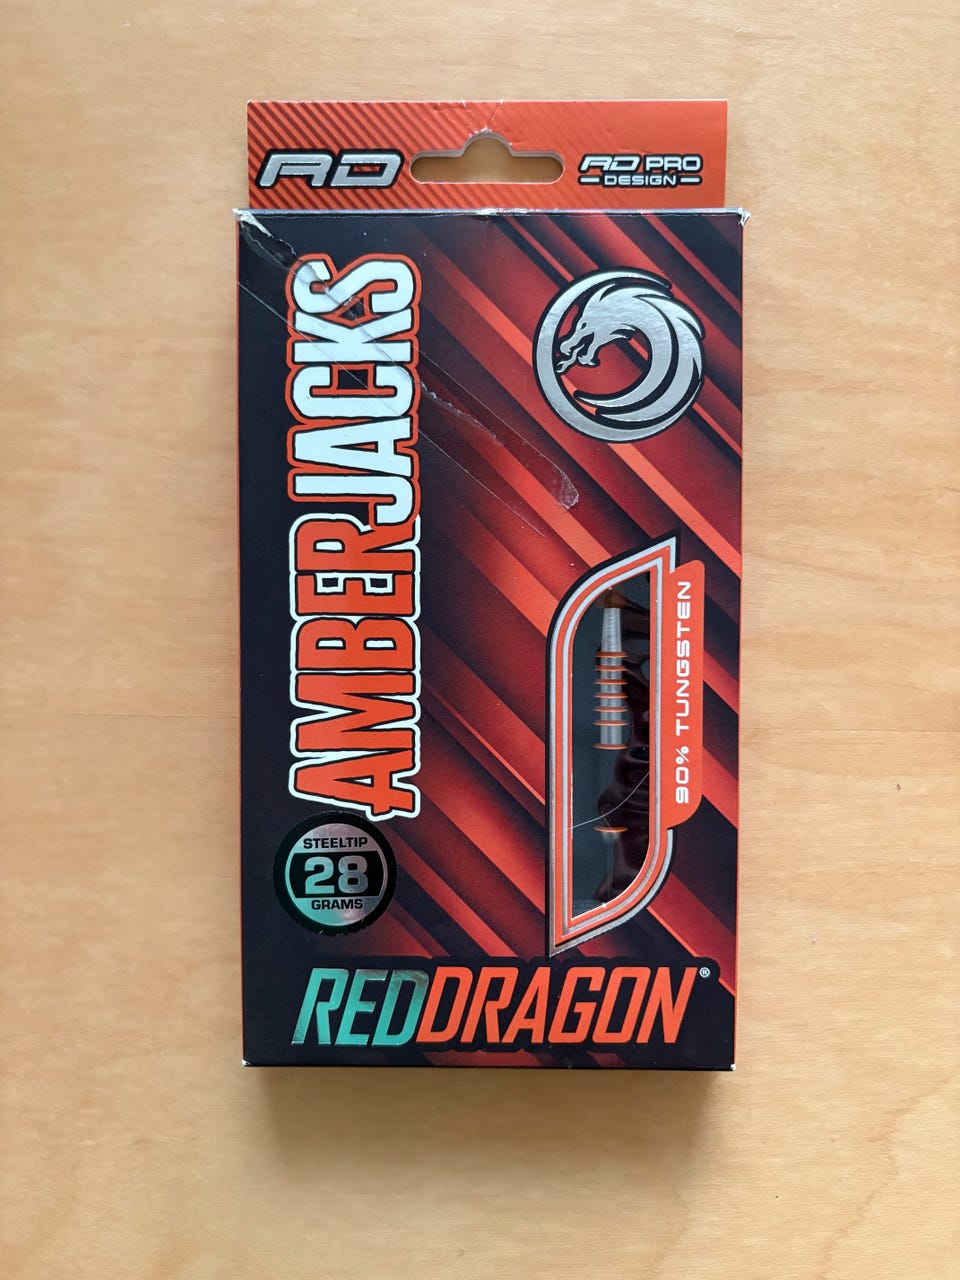 RD
RD PRO
DESIGN
AMBERJACKS
90% TUNGSTEN
STEELTIP
28
GRAMS
REDDRAGON®